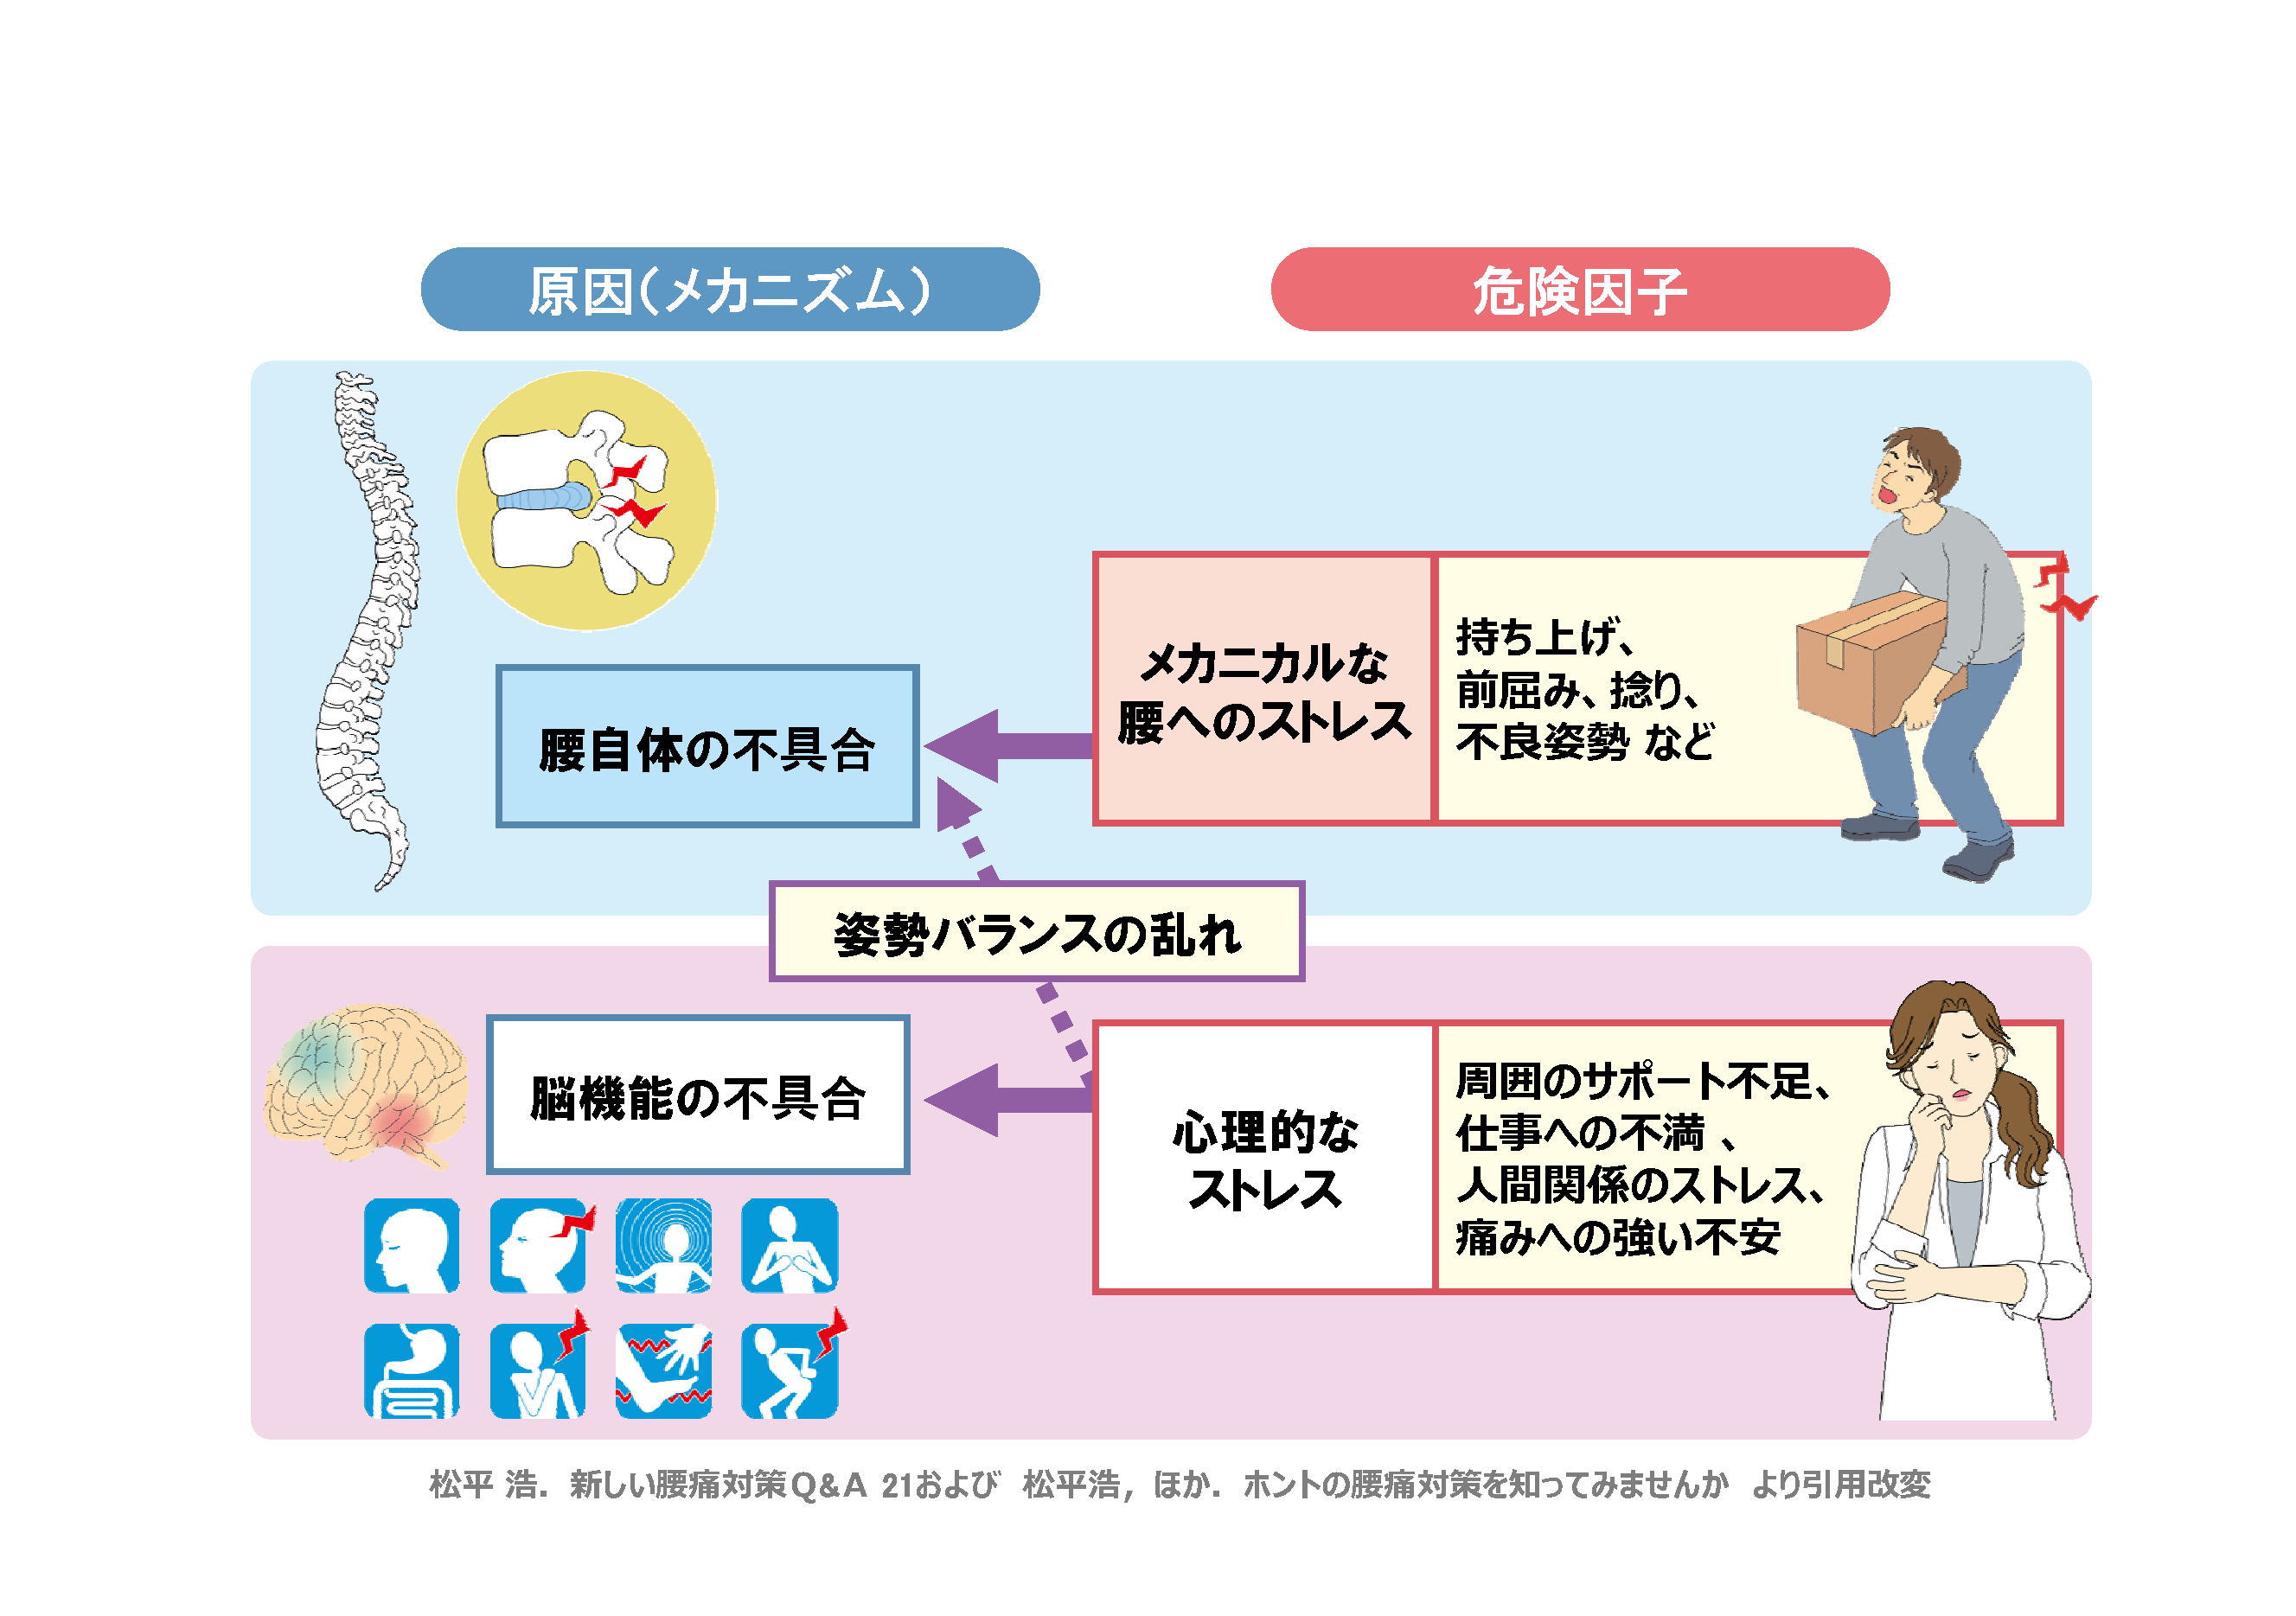 原因（メカニズム）
危険因子
メカニカルな
腰へのストレス
持ち上げ、
前屈み、捻り、
不良姿勢 など
腰自体の不具合
姿勢バランスの乱れ
脳機能の不具合
心理的な
ストレス
周囲のサポート不足、
仕事への不満 、
人間関係のストレス、
痛みへの強い不安
松平 浩． 新しい腰痛対策Q&A 21および 松平浩， ほか． ホントの腰痛対策を知ってみませんか より引用改変